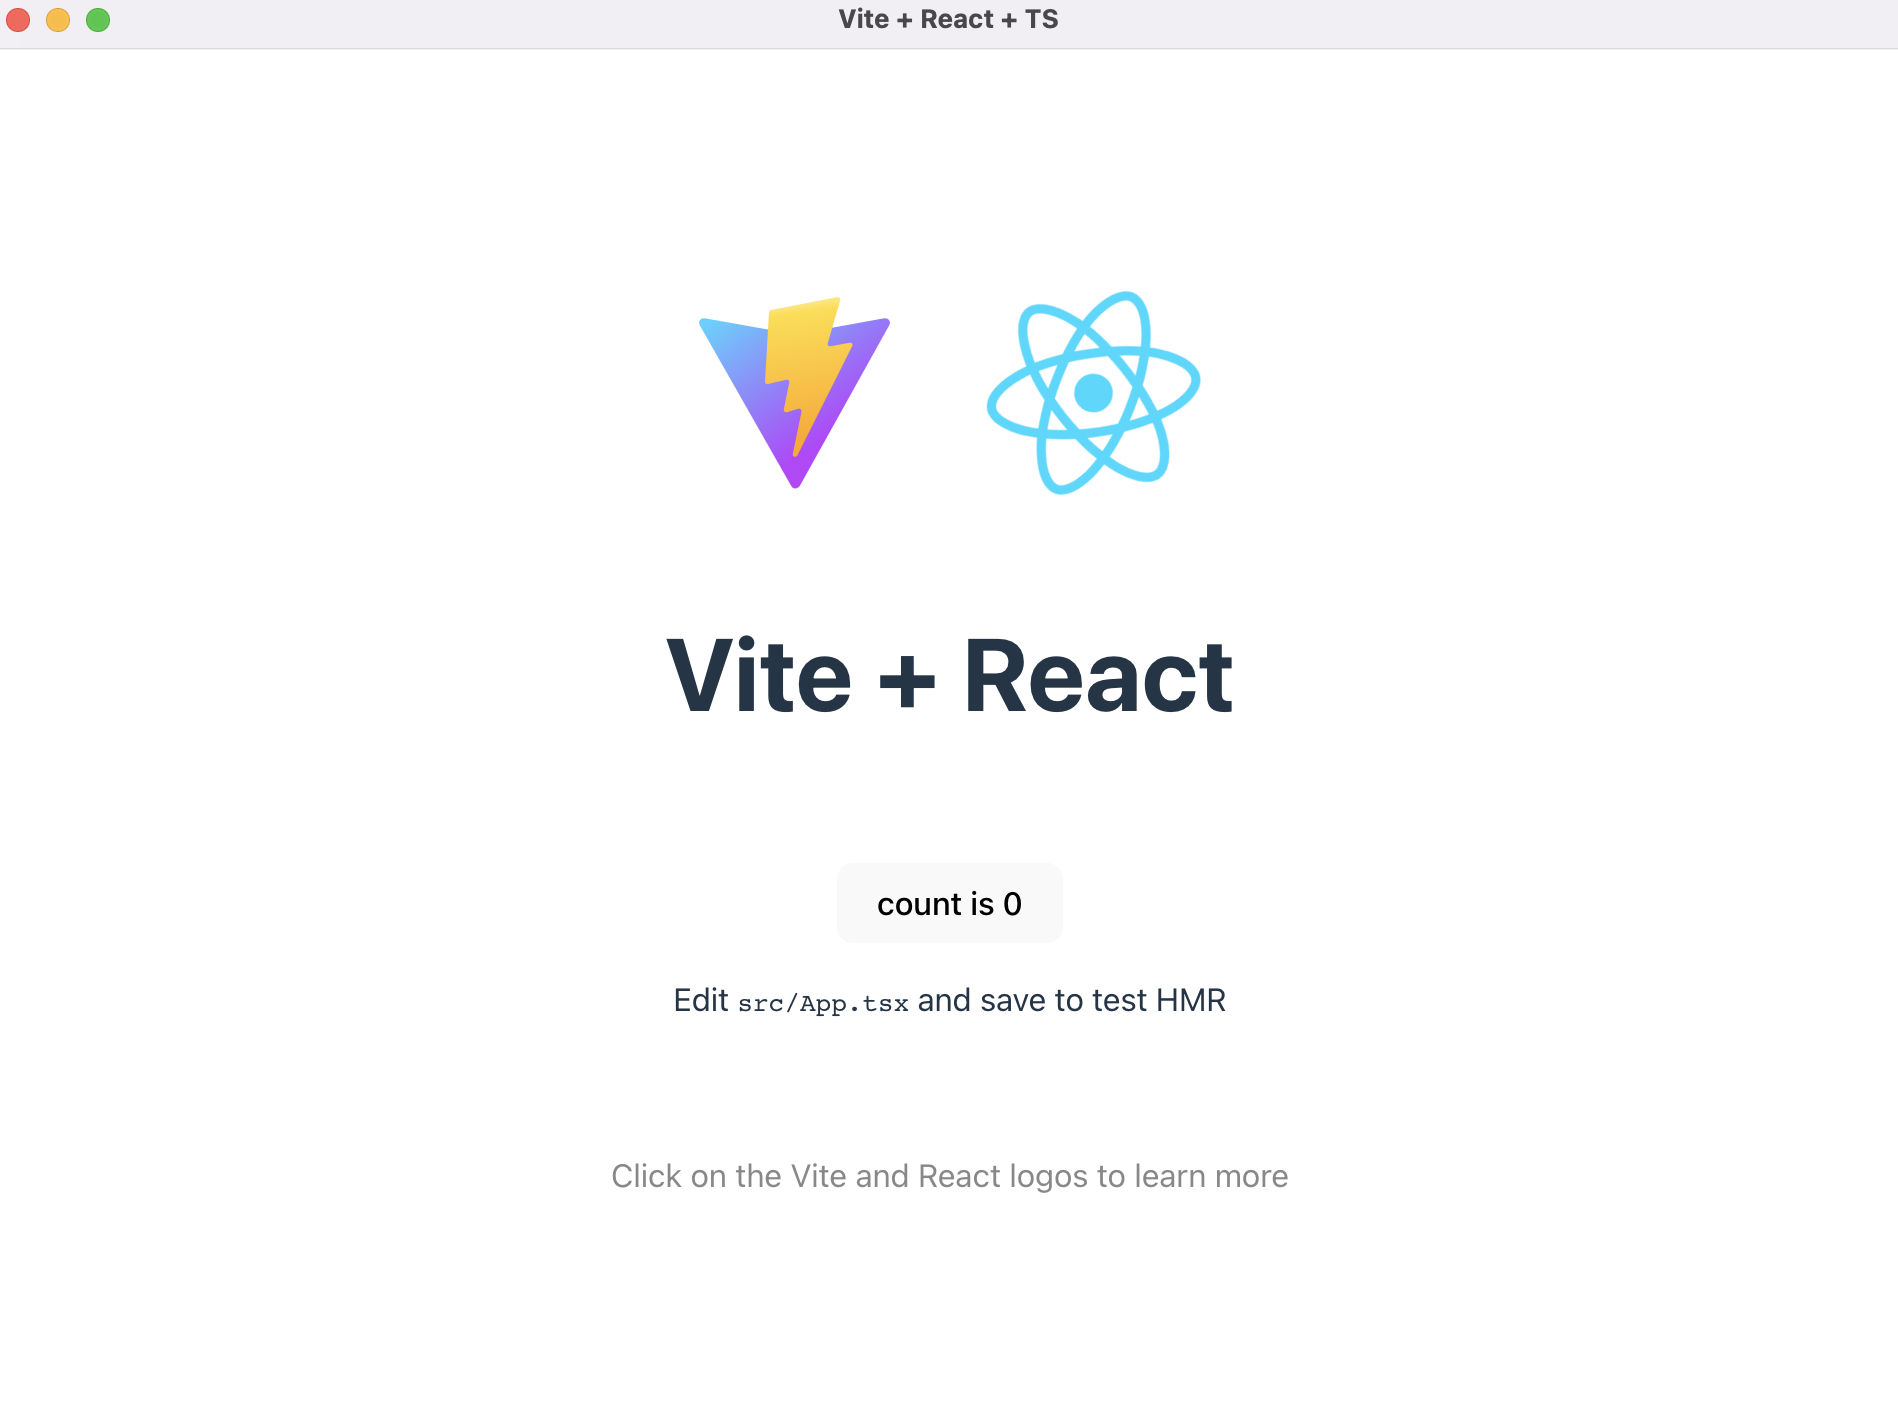 Vite + React + TS
Vite + React
count is 0
Edit src/App.tsx and save to test HMR
Click on the Vite and React logos to learn more